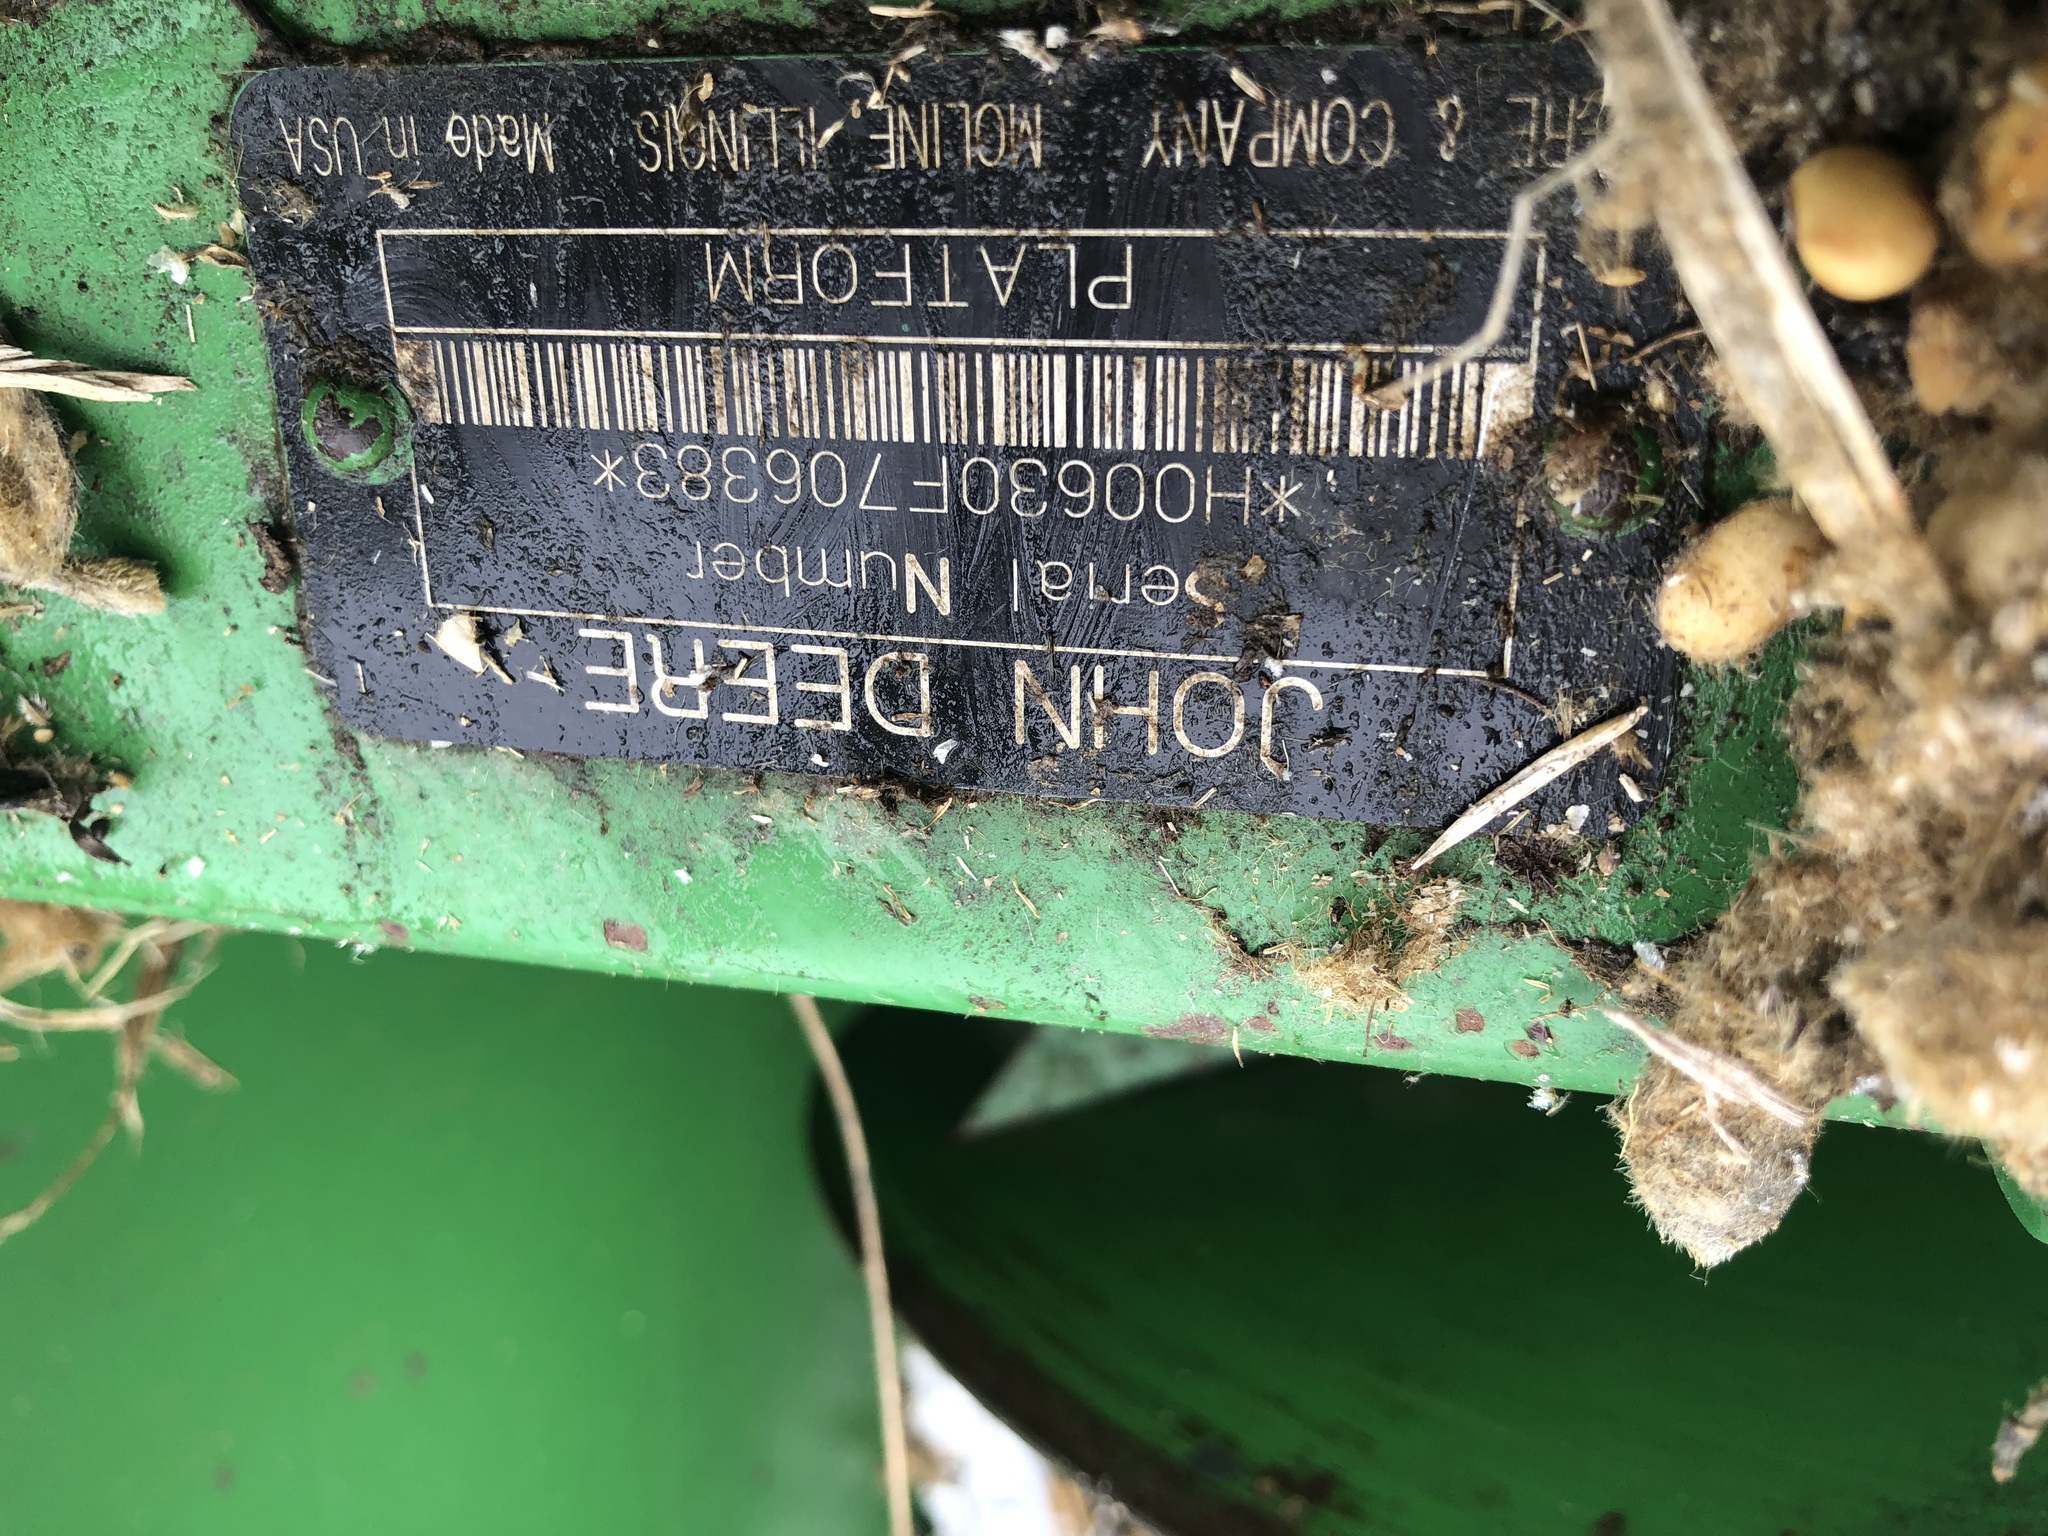 JOHN DEERE
Serial Number
*H00630F706383*
PLATFORM
& COMPANY MOLINE, ILLINOIS Made in USA